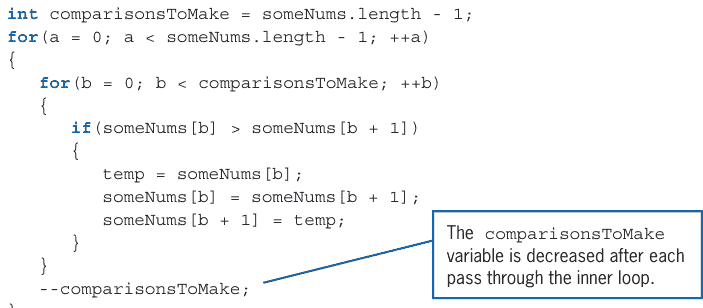 int comparisonsToMake = someNums.length - 1;
for(a = 0; a < someNums.length - 1; ++a)
{
   for(b = 0; b < comparisonsToMake; ++b)
   {
      if(someNums[b] > someNums[b + 1])
      {
         temp = someNums[b];
         someNums[b] = someNums[b + 1];
         someNums[b + 1] = temp;
      }
   }
   --comparisonsToMake;
The comparisonsToMake
variable is decreased after each
pass through the inner loop.